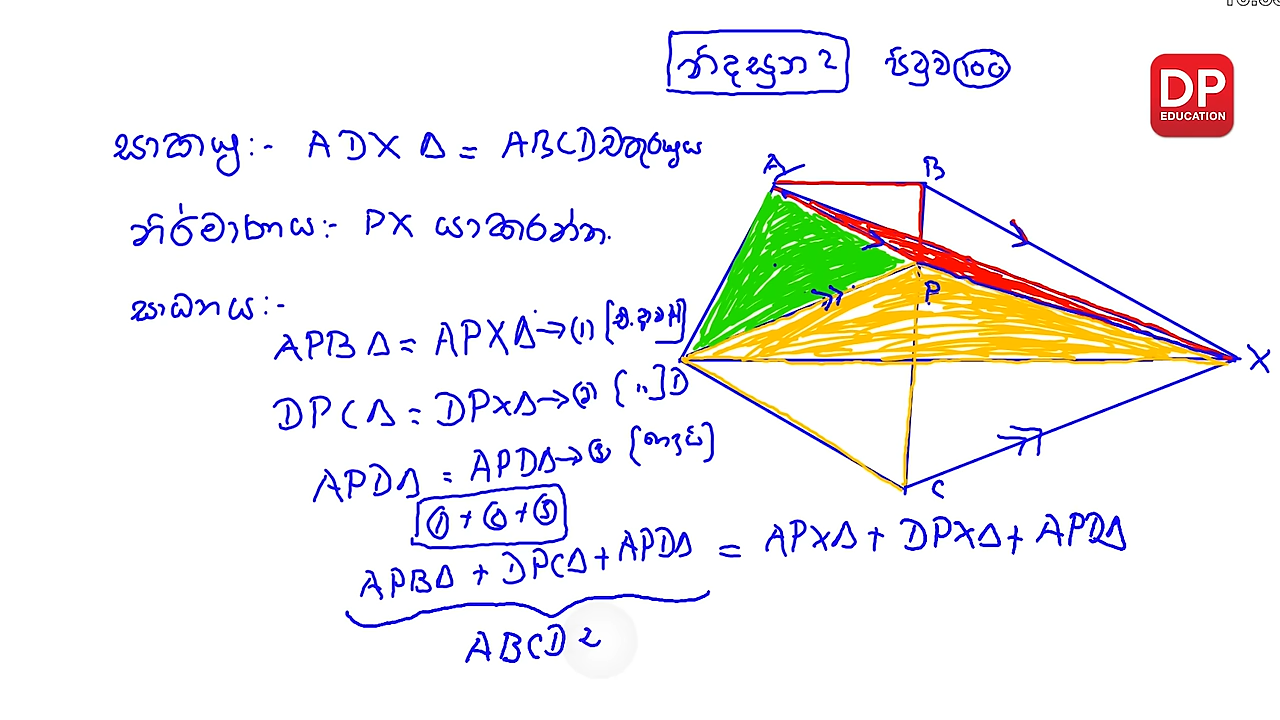 නිදසුන 2 පිටුව 100
DP
EDUCATION
සාකාය:- ADX Δ = ABCD චතුරස්‍රය
නිර්මාණය:- PX යාකරන්න.
සාධනය:-
APB Δ = APX Δ → (1)
DPC Δ = DPX Δ → (2) [ ,, ]
APD Δ = APD Δ → (3) [පොදු]
① + ② + ③
APB Δ + DPC Δ + APD Δ = APX Δ + DPX Δ + APD Δ
ABCD
A
B
P
D
X
C